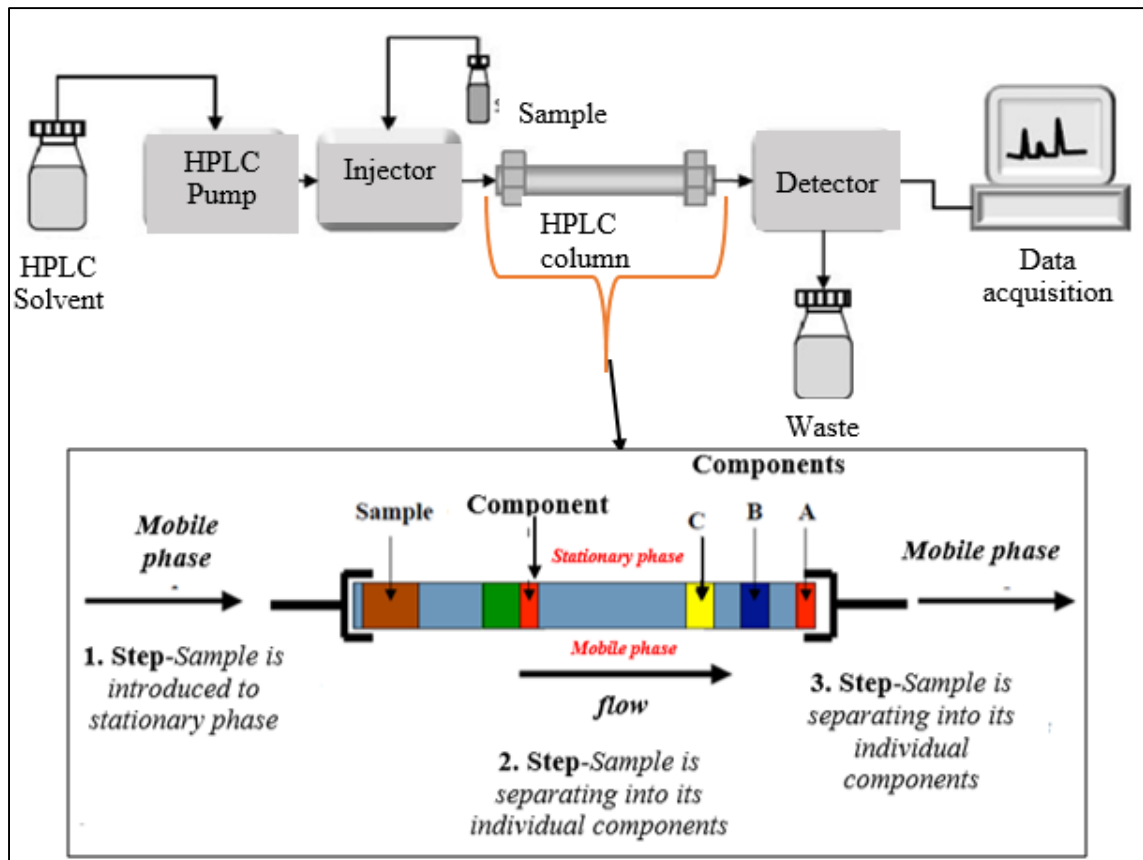 Sample
HPLC
Pump
Injector
Detector
HPLC
column
HPLC
Solvent
Data
acquisition
Waste
Components
Sample
Component
C
B
A
Mobile
phase
Stationary phase
Mobile phase
Mobile phase
flow
1. Step-Sample is
introduced to
stationary phase
2. Step-Sample is
separating into its
individual components
3. Step-Sample is
separating into its
individual
components